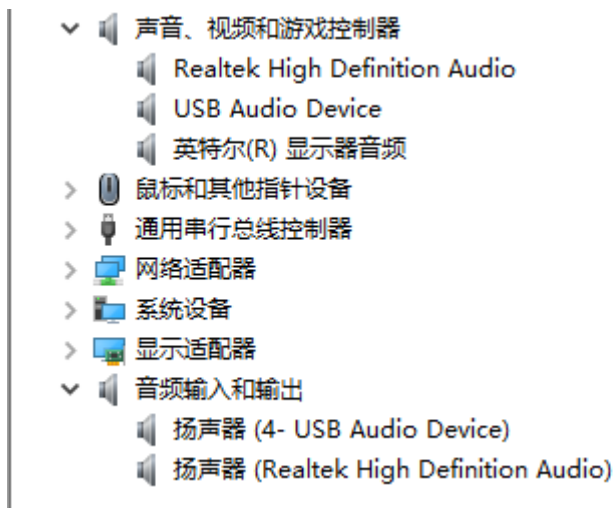 声音、视频和游戏控制器
Realtek High Definition Audio
USB Audio Device
英特尔(R) 显示器音频
鼠标和其他指针设备
通用串行总线控制器
网络适配器
系统设备
显示适配器
音频输入和输出
扬声器 (4- USB Audio Device)
扬声器 (Realtek High Definition Audio)